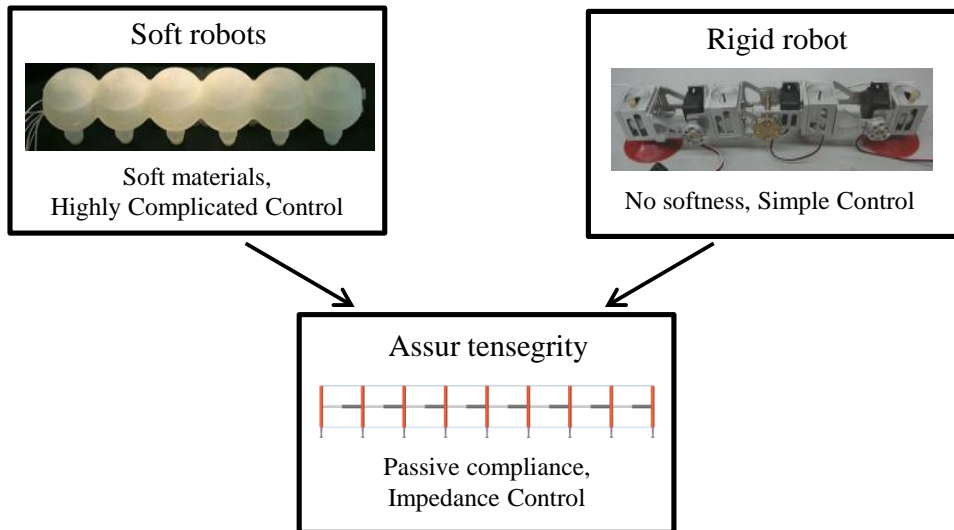 Soft robots
Soft materials,
Highly Complicated Control
Rigid robot
No softness, Simple Control
Assur tensegrity
Passive compliance,
Impedance Control